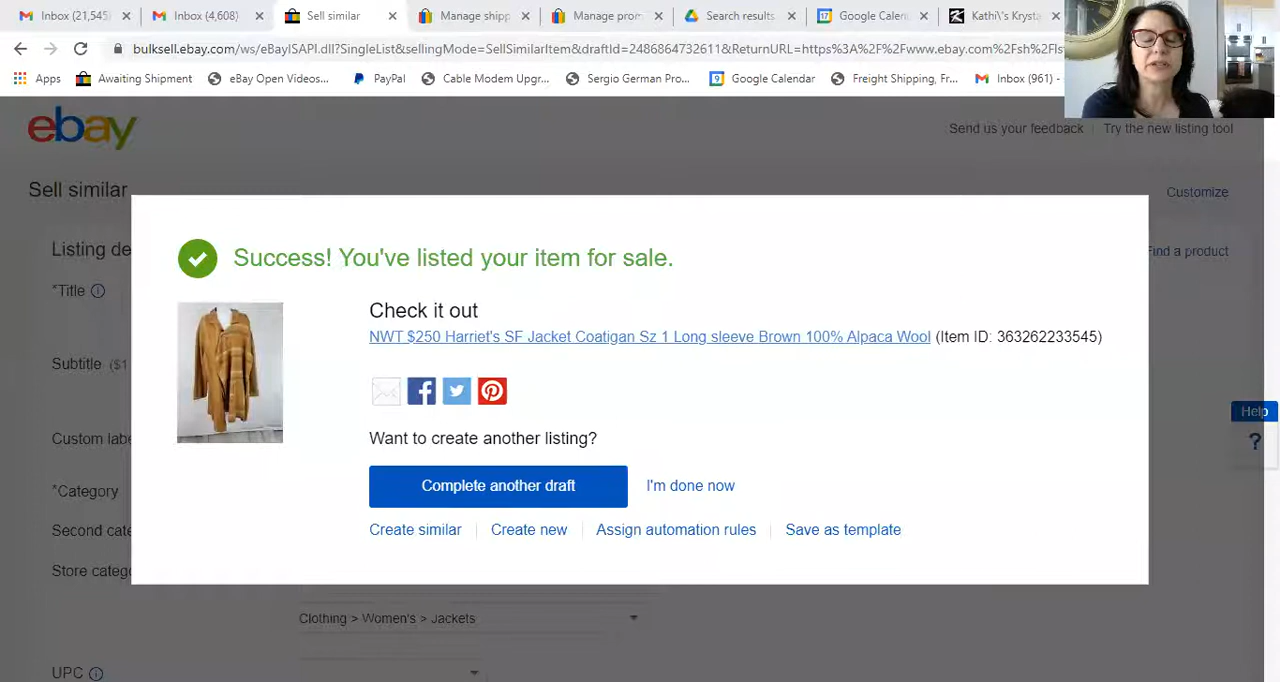 Inbox (21,545)
Inbox (4,608)
Sell similar
Manage shipp
Manage pror
Search results
Google Calen
Kathi\'s Krysta
bulksell.ebay.com/ws/eBayISAPI.dll?SingleList&sellingMode=SellSimilarItem&draftId=24868647326118&ReturnURL=https%3A%2F%2Fwww.ebay.com%2Fsh%2Fls
Apps
Awaiting Shipment
eBay Open Videos...
PayPal
Cable Modem Upgr...
Sergio German Pro...
Google Calendar
Freight Shipping, Fr...
Inbox (961) -
ebay
Send us your feedback
Try the new listing tool
Sell similar
Customize
Listing de
Find a product
*Title
Subtitle ($1
Custom labe
*Category
Second cate
Store categ
Success! You've listed your item for sale.
Check it out
NWT $250 Harriet's SF Jacket Coatigan Sz 1 Long sleeve Brown 100% Alpaca Wool (Item ID: 363262233545)
Want to create another listing?
Complete another draft
I'm done now
Create similar
Create new
Assign automation rules
Save as template
Help
?
Clothing > Women's > Jackets
UPC